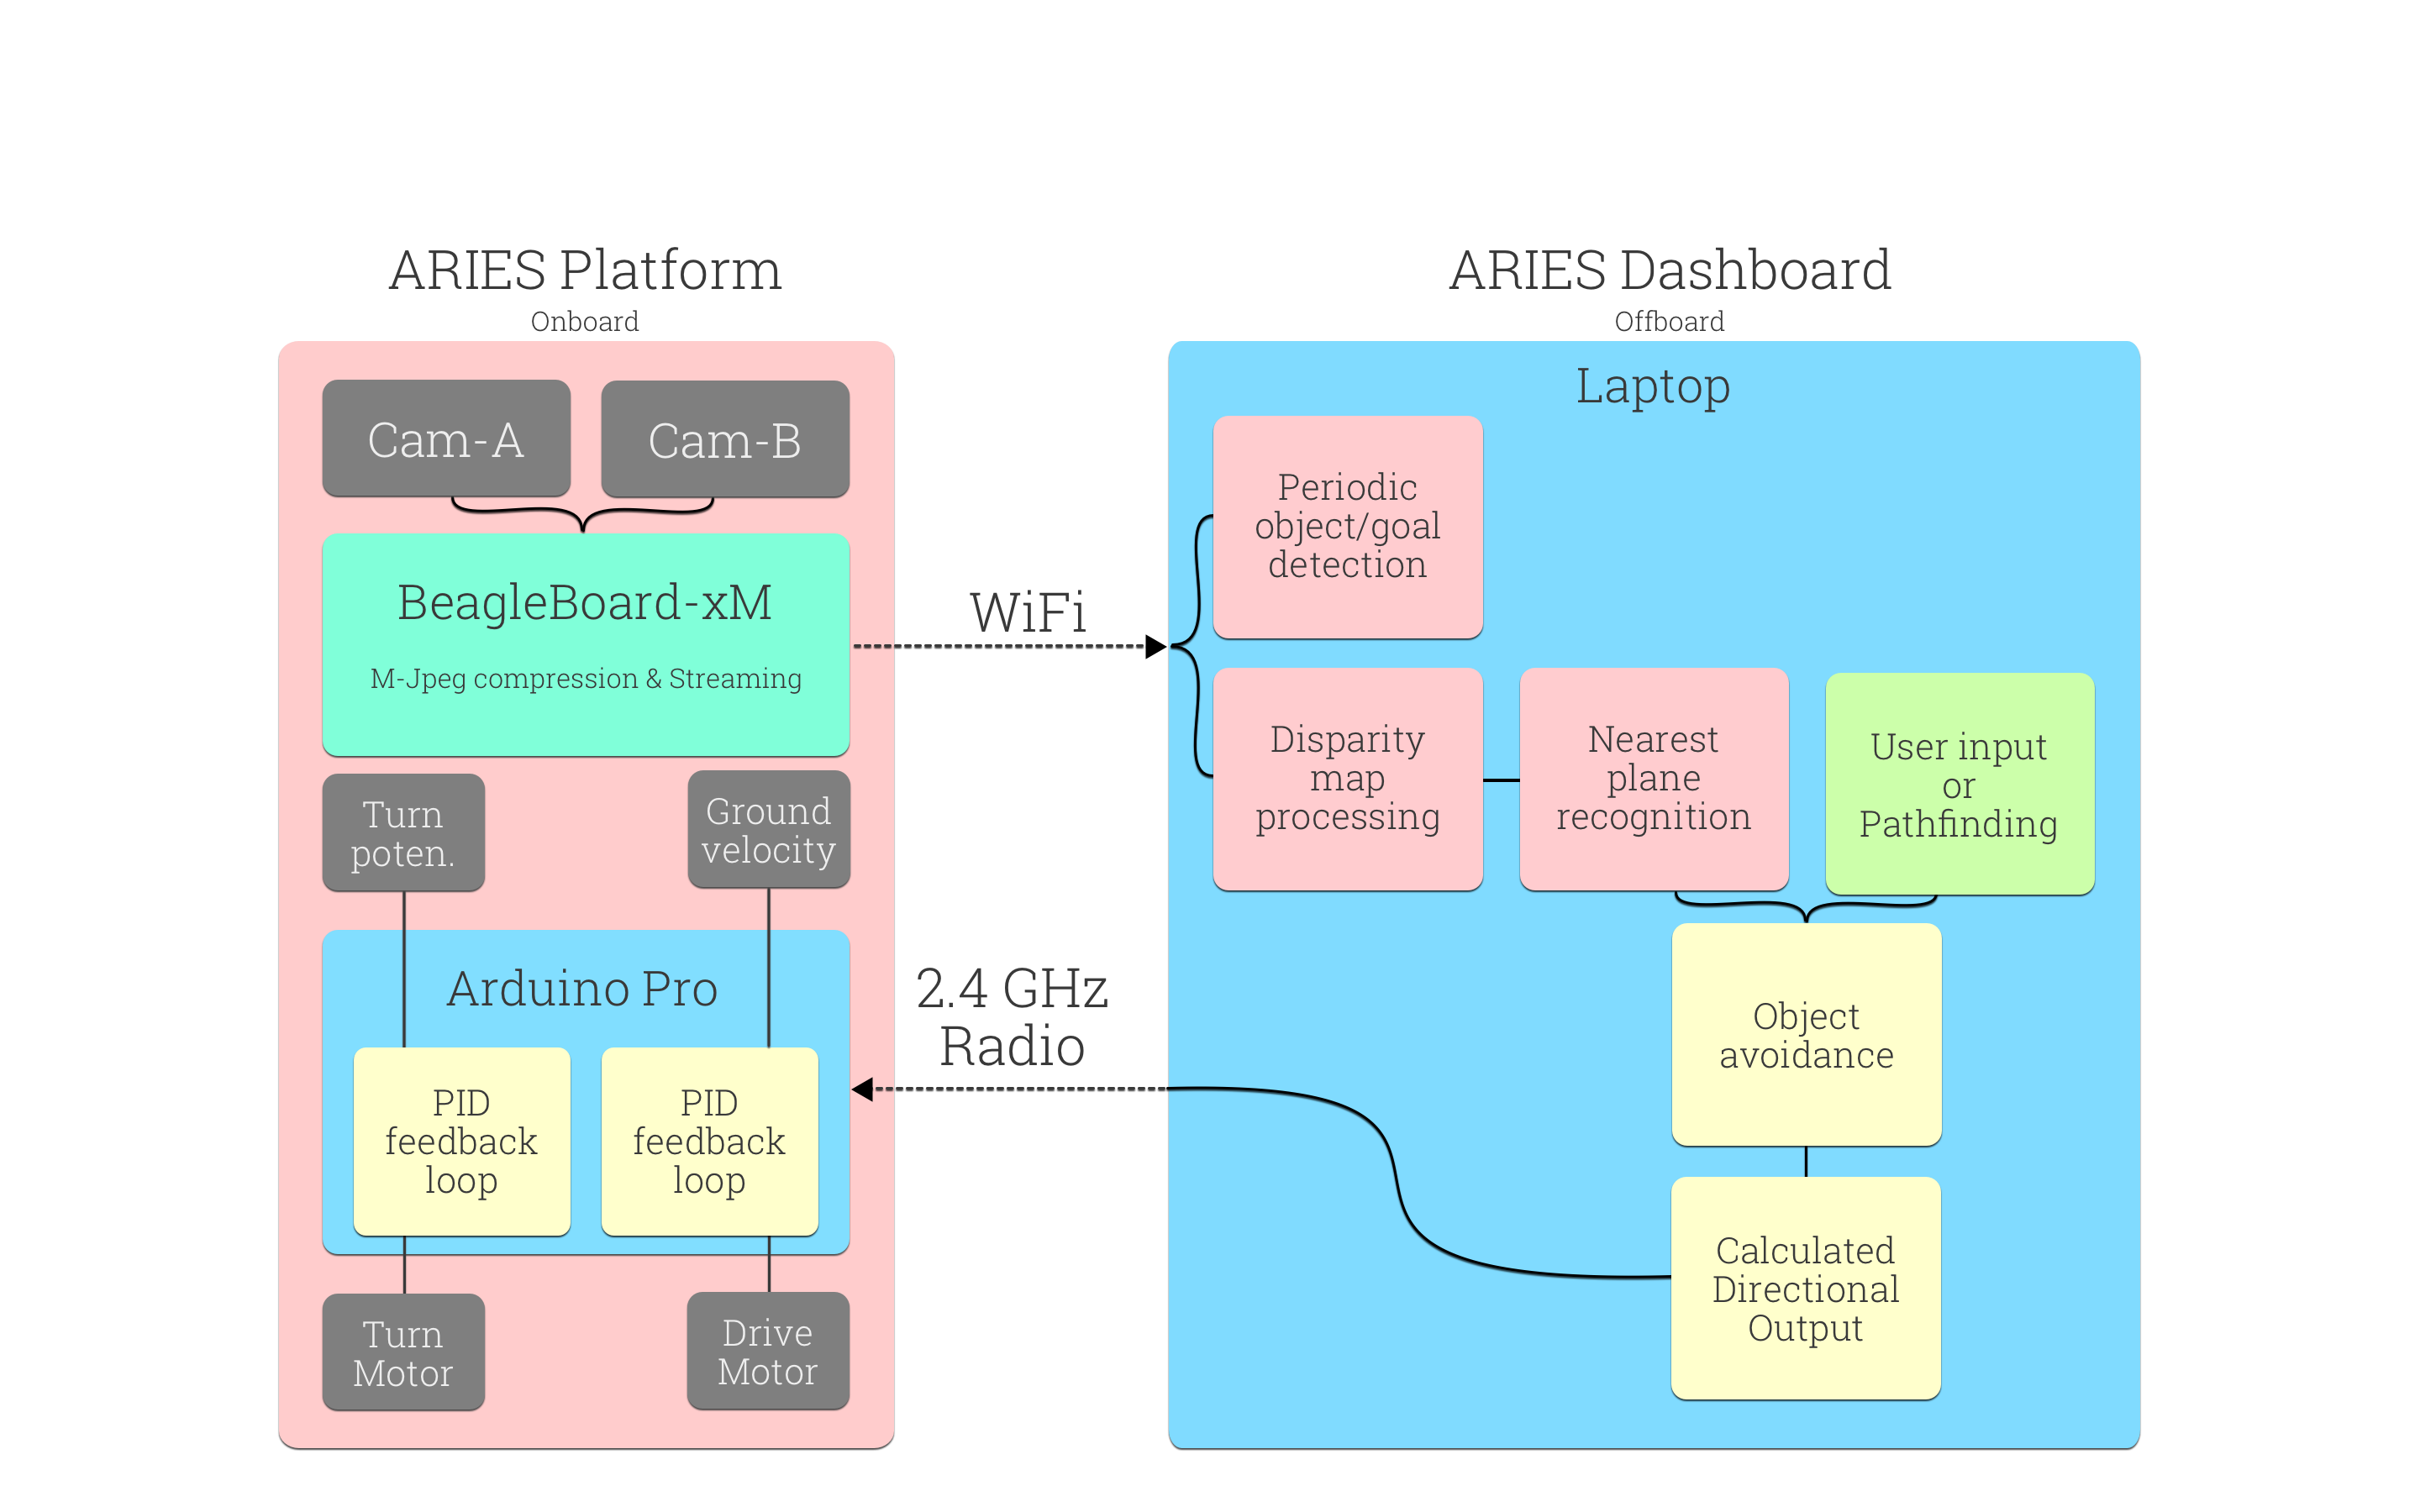 ARIES Platform
Onboard
Cam-A
Cam-B
BeagleBoard-xM
M-Jpeg compression & Streaming
Turn
poten.
Ground
velocity
Arduino Pro
PID
feedback
loop
PID
feedback
loop
Turn
Motor
Drive
Motor
WiFi
2.4 GHz
Radio
ARIES Dashboard
Offboard
Laptop
Periodic
object/goal
detection
Disparity
map
processing
Nearest
plane
recognition
User input
or
Pathfinding
Object
avoidance
Calculated
Directional
Output